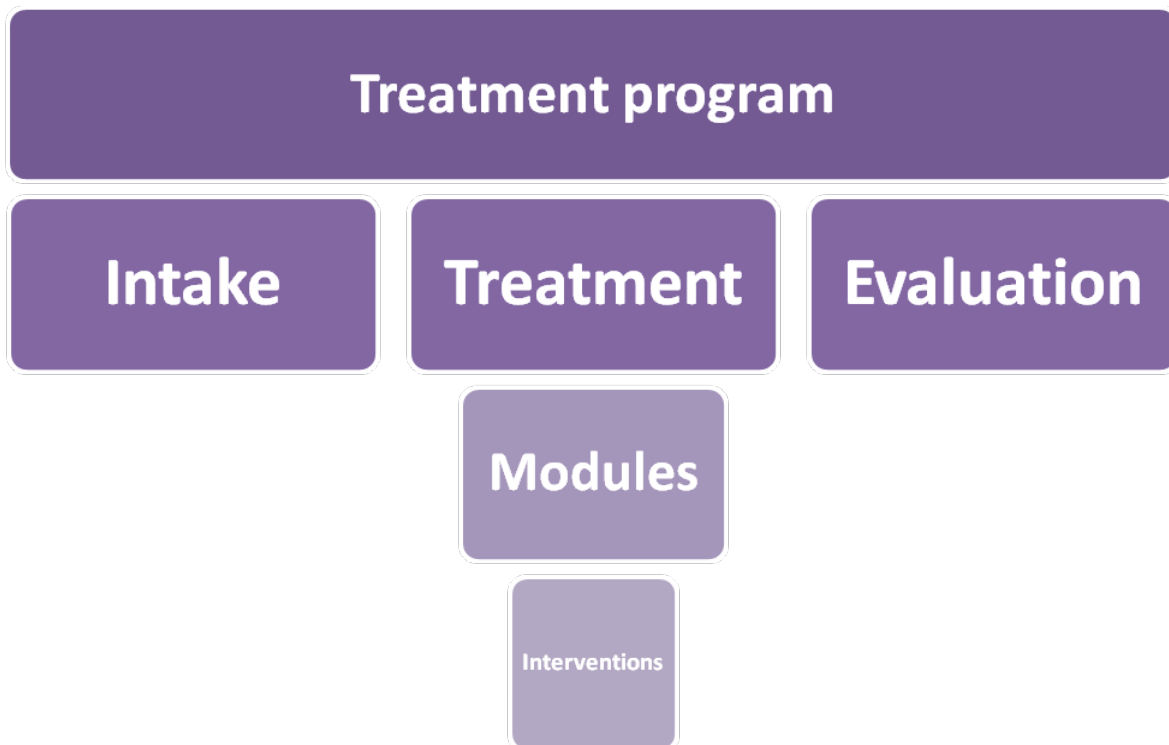 Treatment program
Intake
Treatment
Evaluation
Modules
Interventions